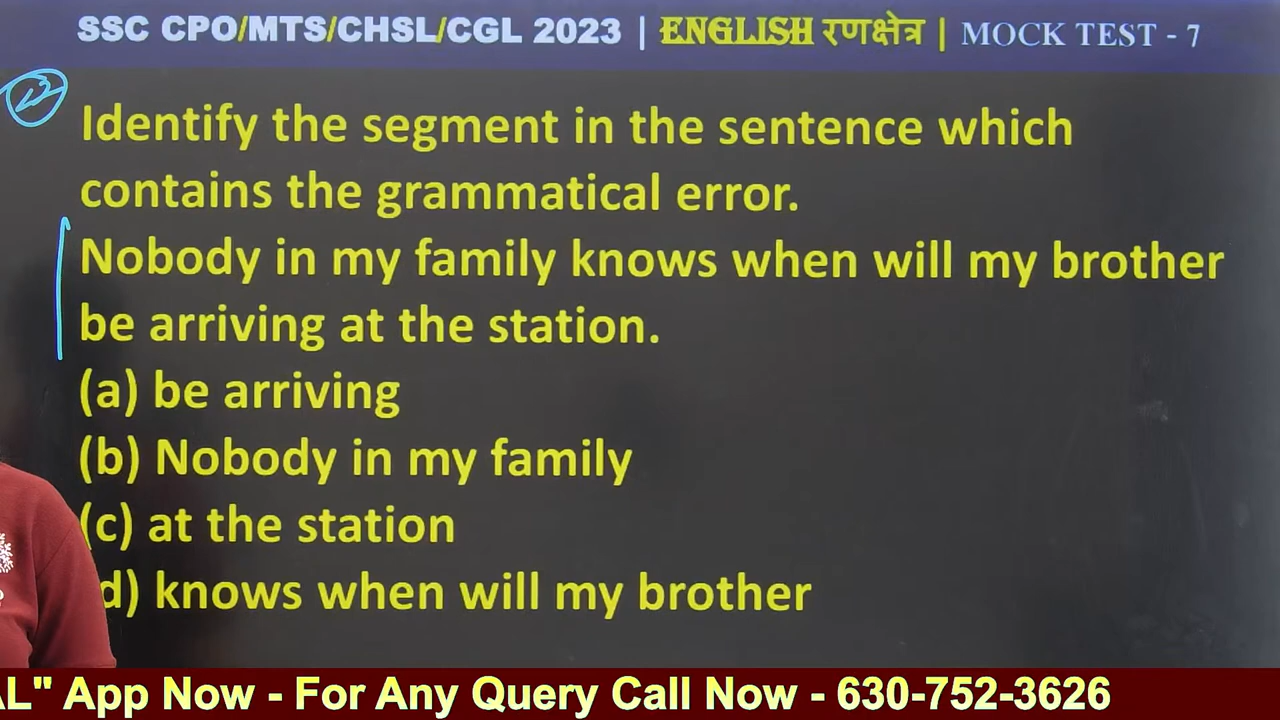 SSC CPO/MTS/CHSL/CGL 2023 | ENGLISH रणक्षेत्र | MOCK TEST - 7
Identify the segment in the sentence which
contains the grammatical error.
Nobody in my family knows when will my brother
be arriving at the station.
(a) be arriving
(b) Nobody in my family
(c) at the station
d) knows when will my brother
AL" App Now - For Any Query Call Now - 630-752-3626